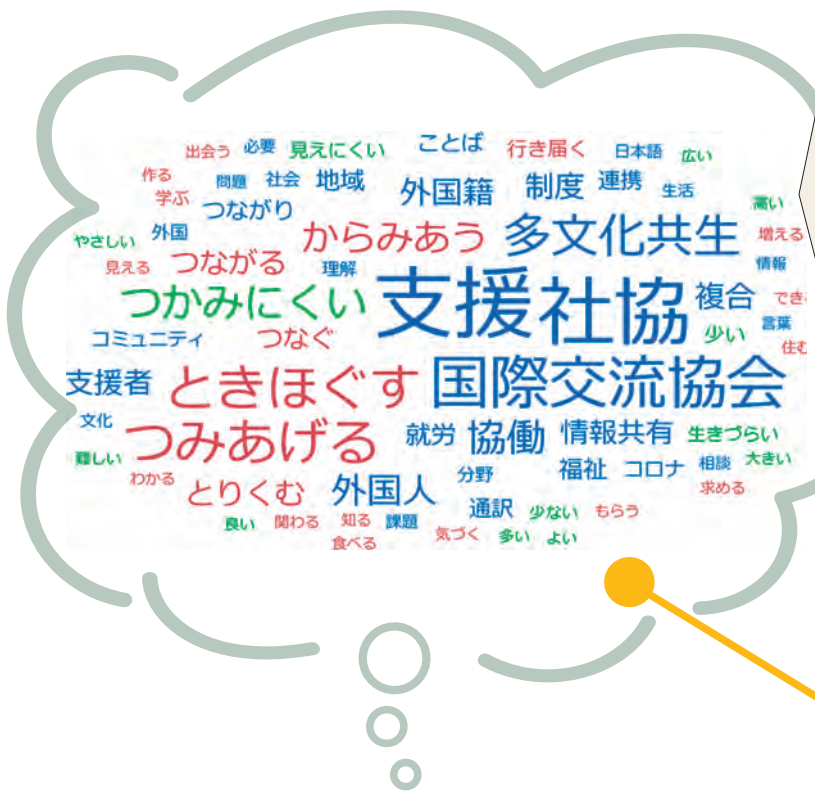 出会う 必要 見えにくい ことば 行き届く 日本語 広い
作る 問題 社会 地域 外国籍 制度 連携 生活
学ぶ つながり 高い
やさしい 外国 からみあう 多文化共生 増える
見える つながる 理解 情報
つかみにくい 支援 社協 複合 でき
コミュニティ つなぐ 少い 言葉
住む
支援者 ときほぐす 国際交流協会
文化 つみあげる 就労 協働 情報共有 生きづらい
難しい わかる 分野 福祉 コロナ 相談 大きい
とりくむ 外国人 求める
良い 関わる 知る 課題 通訳 少ない もらう
食べる 気づく 多い よい